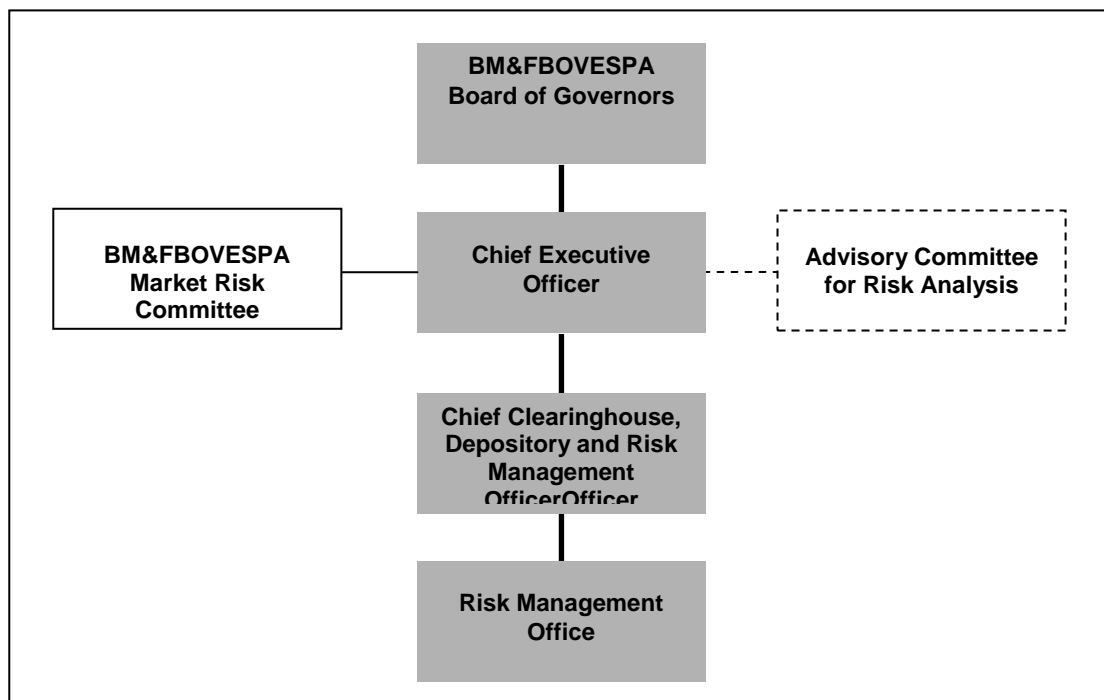 BM&FBOVESPA
Board of Governors
BM&FBOVESPA
Market Risk
Committee
Chief Executive
Officer
Advisory Committee
for Risk Analysis
Chief Clearinghouse,
Depository and Risk
Management
OfficerOfficer
Risk Management
Office